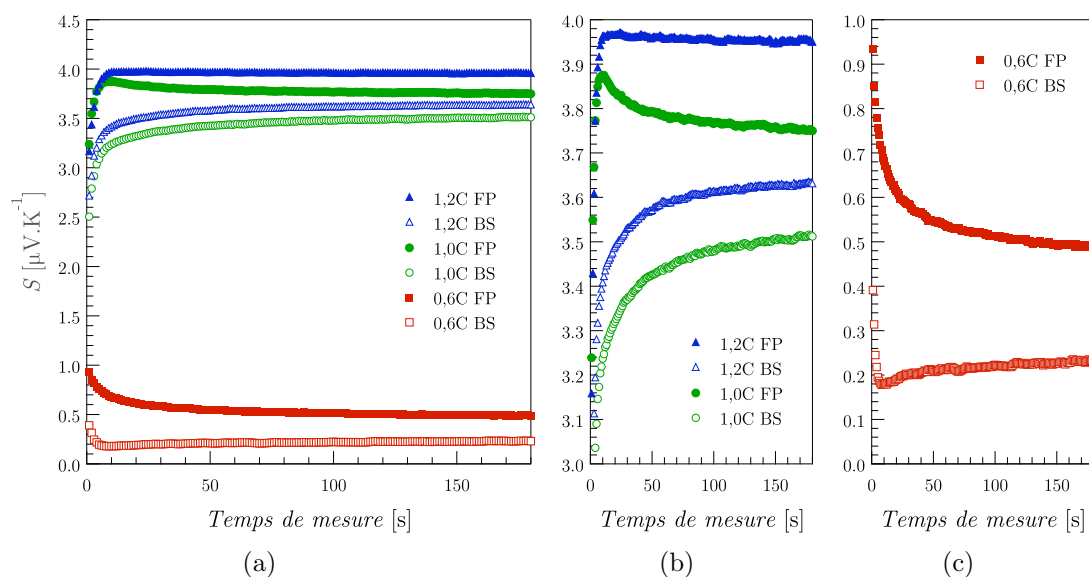 4.5
4.0
3.5
3.0
2.5
2.0
1.5
1.0
0.5
0.0
S [µV.K⁻¹]
0 50 100 150
Temps de mesure [s]
1,2C FP
1,2C BS
1,0C FP
1,0C BS
0,6C FP
0,6C BS
(a)
4.0
3.9
3.8
3.7
3.6
3.5
3.4
3.3
3.2
3.1
3.0
0 50 100 150
Temps de mesure [s]
1,2C FP
1,2C BS
1,0C FP
1,0C BS
(b)
1.0
0.9
0.8
0.7
0.6
0.5
0.4
0.3
0.2
0.1
0.0
0 50 100 150
Temps de mesure [s]
0,6C FP
0,6C BS
(c)